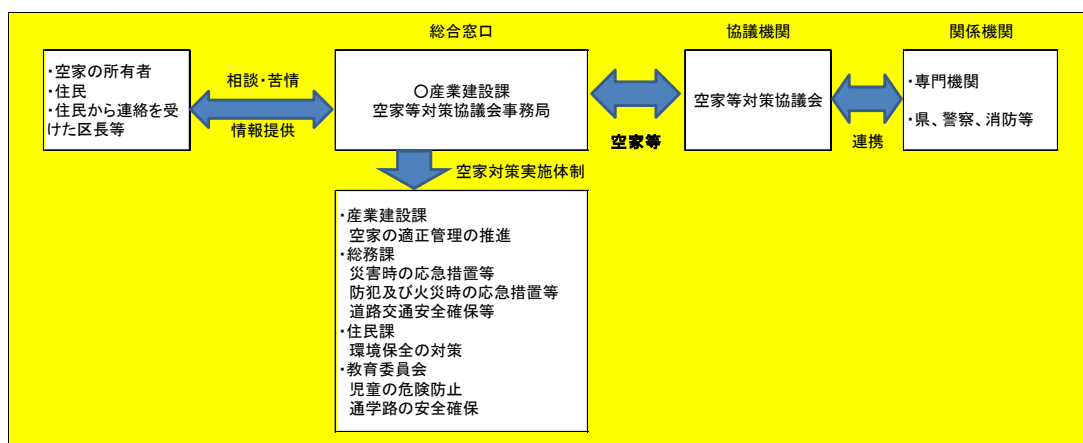 総合窓口
協議機関
関係機関
・空家の所有者
・住民
・住民から連絡を受
けた区長等
相談・苦情
情報提供
〇産業建設課
空家等対策協議会事務局
空家等
空家等対策協議会
連携
・専門機関
・県、警察、消防等
空家対策実施体制
・産業建設課
空家の適正管理の推進
・総務課
災害時の応急措置等
防犯及び火災時の応急措置等
道路交通安全確保等
・住民課
環境保全の対策
・教育委員会
児童の危険防止
通学路の安全確保